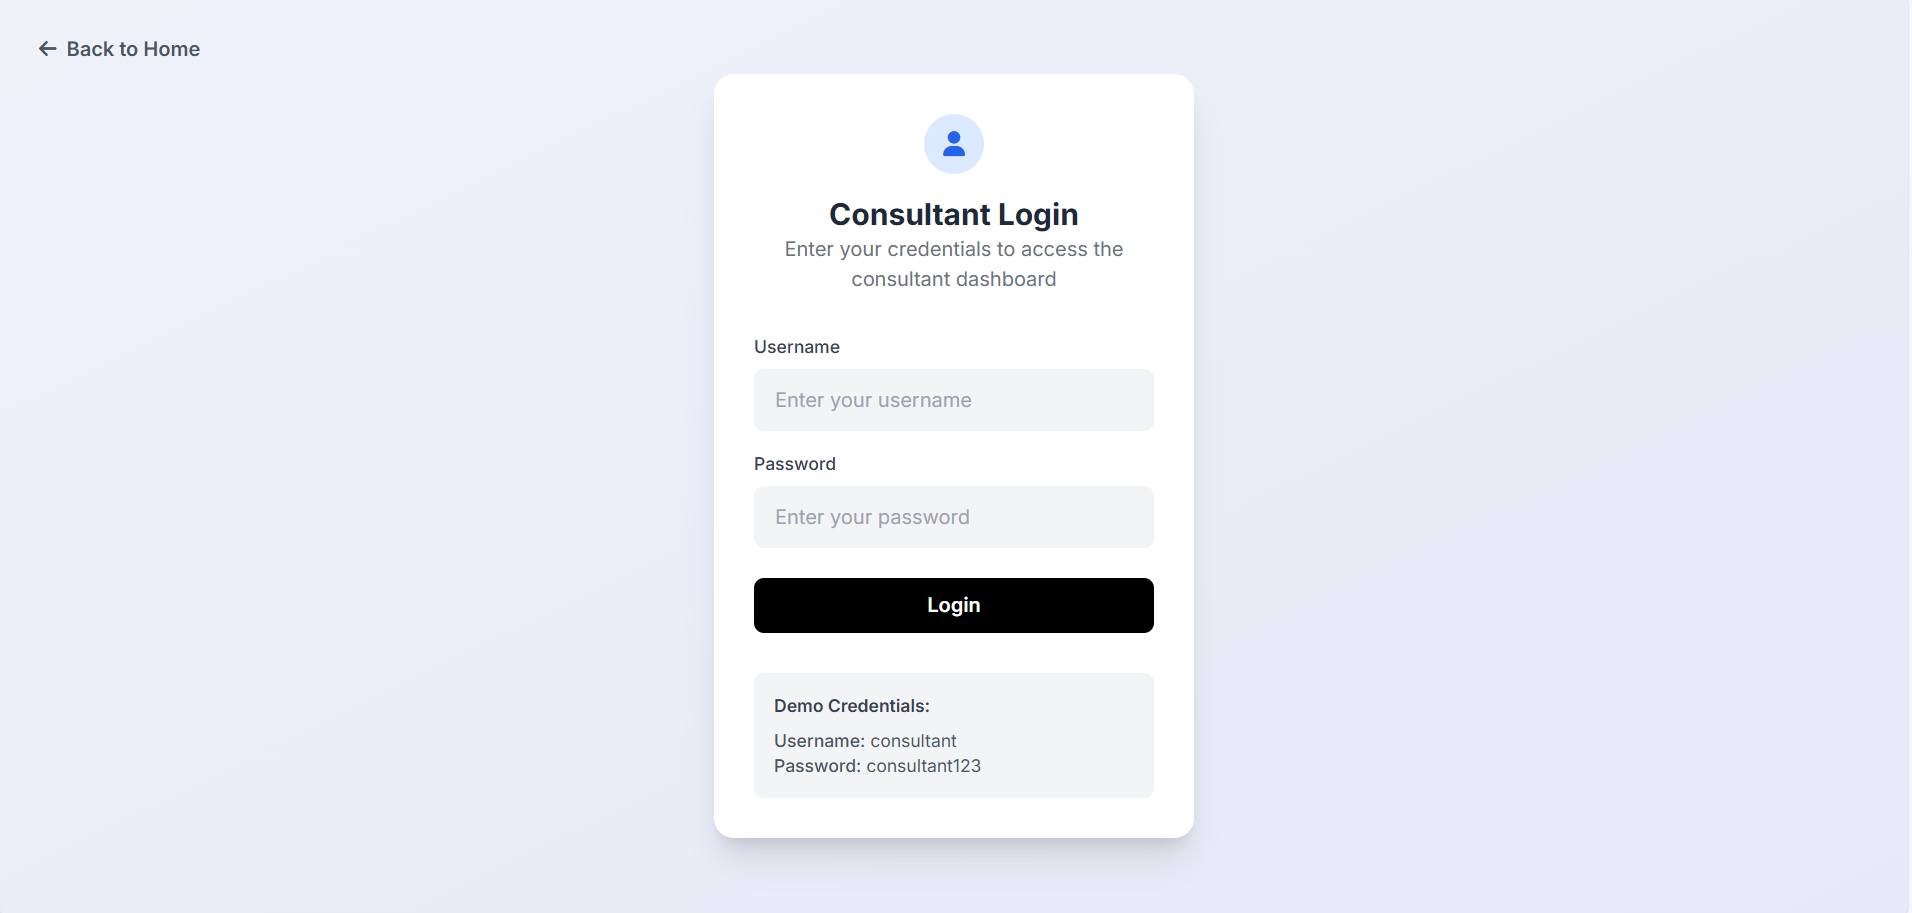 Back to Home
Consultant Login
Enter your credentials to access the
consultant dashboard
Username
Enter your username
Password
Enter your password
Login
Demo Credentials:
Username: consultant
Password: consultant123